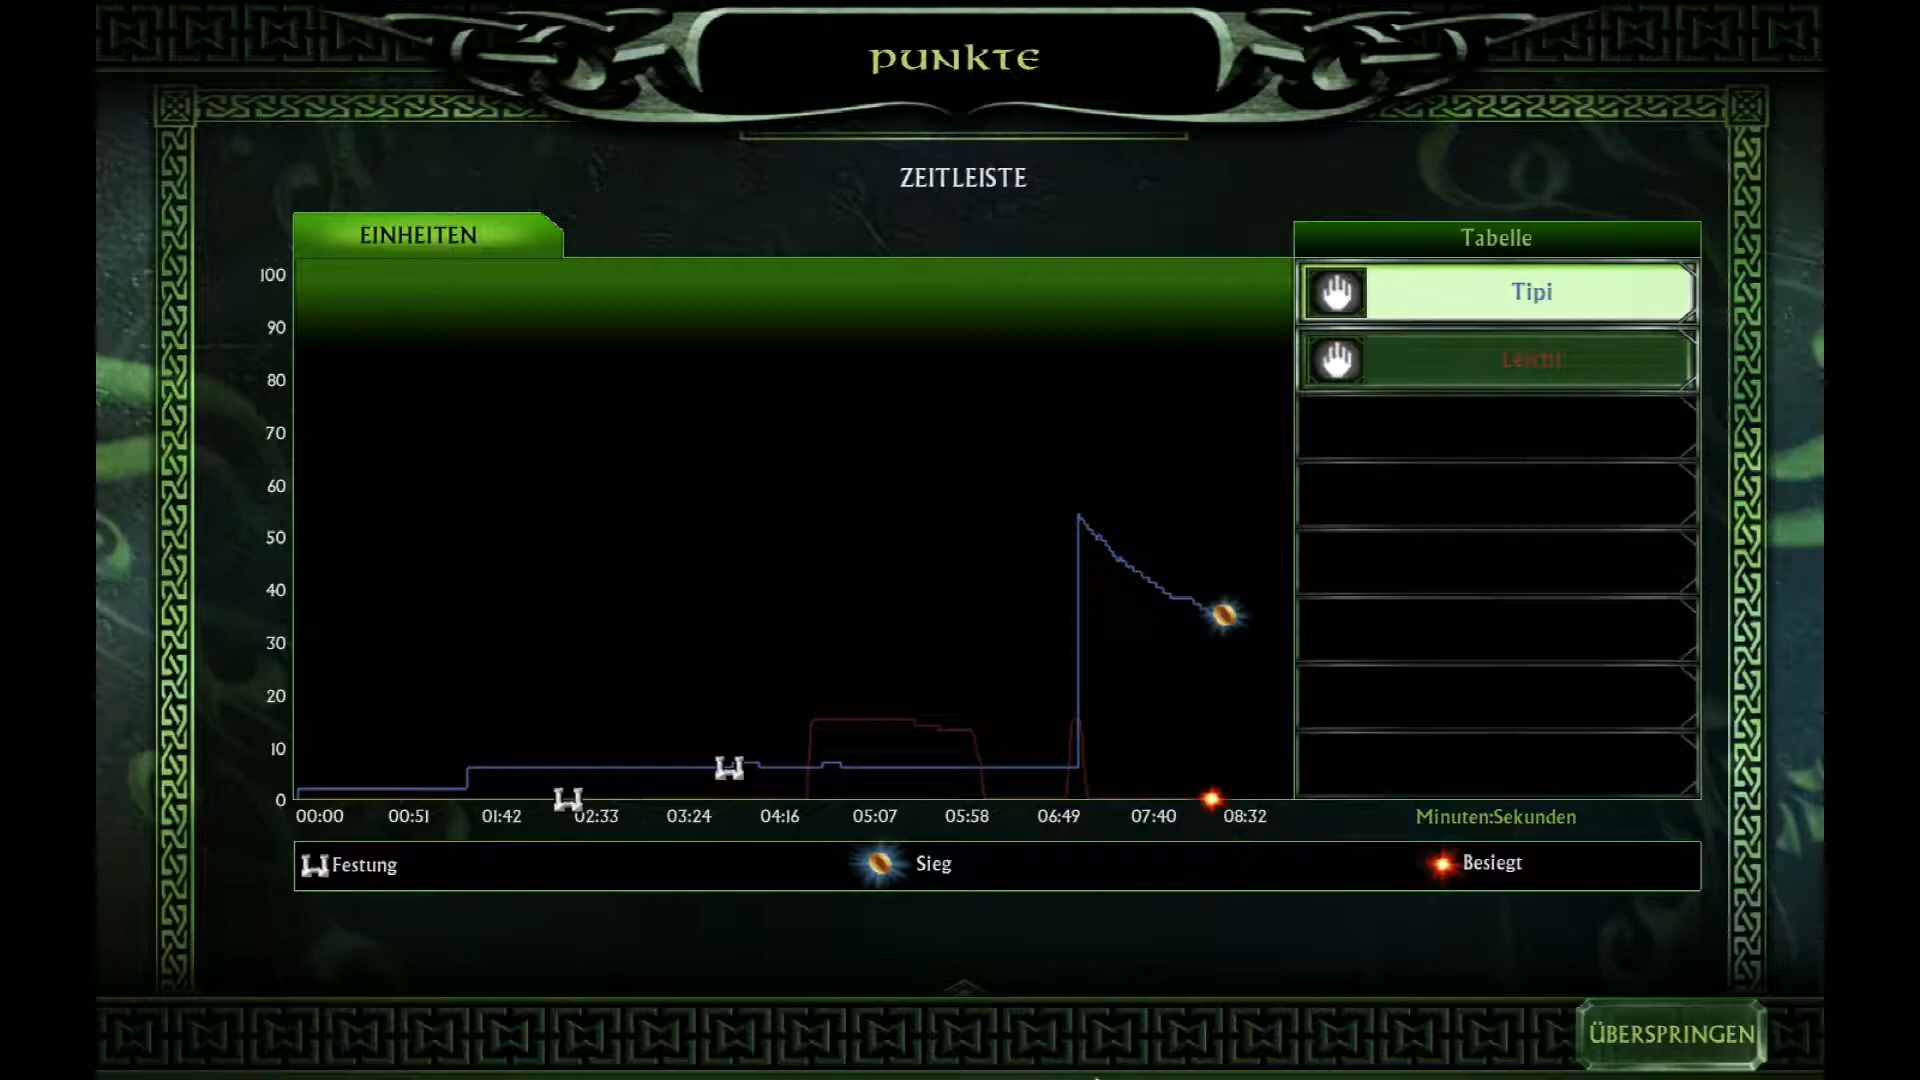 PUNKTE
ZEITLEISTE
EINHEITEN
Tabelle
Tipi
Leicht
100
90
80
70
60
50
40
30
20
10
0
00:00 00:51 01:42 02:33 03:24 04:16 05:07 05:58 06:49 07:40 08:32
Minuten:Sekunden
Festung Sieg Besiegt
ÜBERSPRINGEN